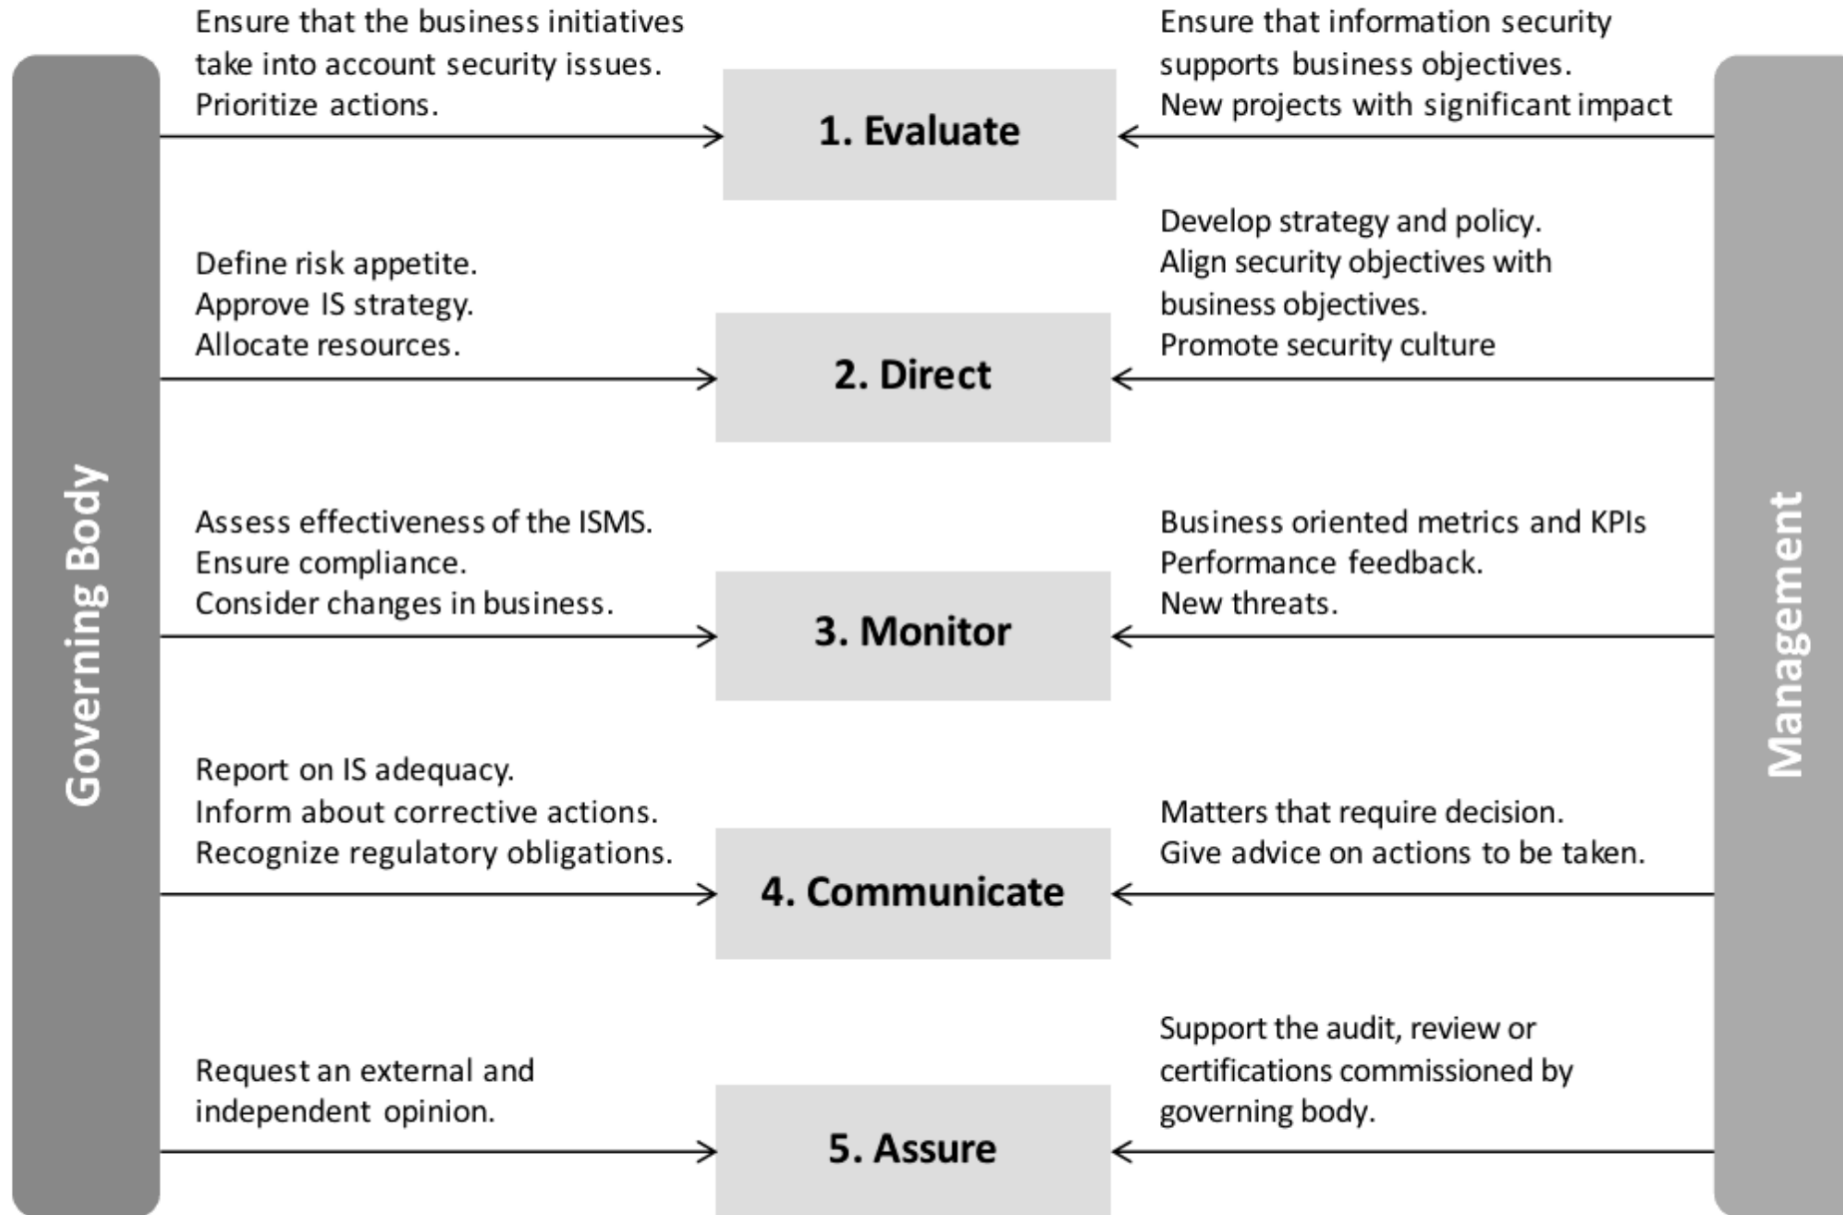 Governing Body
Ensure that the business initiatives
take into account security issues.
Prioritize actions.
1. Evaluate
Ensure that information security
supports business objectives.
New projects with significant impact
Define risk appetite.
Approve IS strategy.
Allocate resources.
2. Direct
Develop strategy and policy.
Align security objectives with
business objectives.
Promote security culture
Assess effectiveness of the ISMS.
Ensure compliance.
Consider changes in business.
3. Monitor
Business oriented metrics and KPIs
Performance feedback.
New threats.
Report on IS adequacy.
Inform about corrective actions.
Recognize regulatory obligations.
4. Communicate
Matters that require decision.
Give advice on actions to be taken.
Request an external and
independent opinion.
5. Assure
Support the audit, review or
certifications commissioned by
governing body.
Management